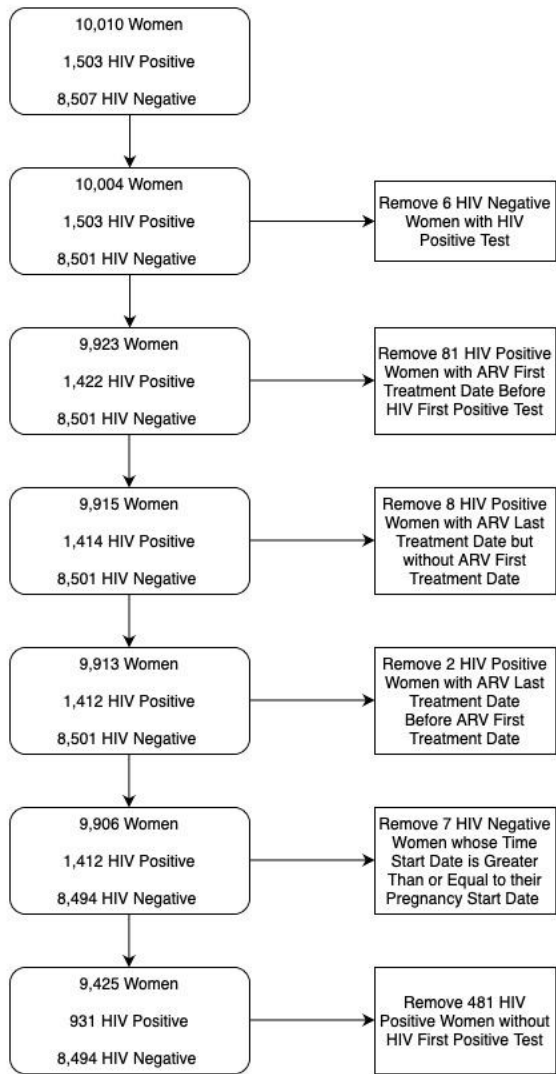 10,010 Women
1,503 HIV Positive
8,507 HIV Negative
10,004 Women
1,503 HIV Positive
8,501 HIV Negative
Remove 6 HIV Negative
Women with HIV
Positive Test
9,923 Women
1,422 HIV Positive
8,501 HIV Negative
Remove 81 HIV Positive
Women with ARV First
Treatment Date Before
HIV First Positive Test
9,915 Women
1,414 HIV Positive
8,501 HIV Negative
Remove 8 HIV Positive
Women with ARV Last
Treatment Date but
without ARV First
Treatment Date
9,913 Women
1,412 HIV Positive
8,501 HIV Negative
Remove 2 HIV Positive
Women with ARV Last
Treatment Date
Before ARV First
Treatment Date
9,906 Women
1,412 HIV Positive
8,494 HIV Negative
Remove 7 HIV Negative
Women whose Time
Start Date is Greater
Than or Equal to their
Pregnancy Start Date
9,425 Women
931 HIV Positive
8,494 HIV Negative
Remove 481 HIV
Positive Women without
HIV First Positive Test